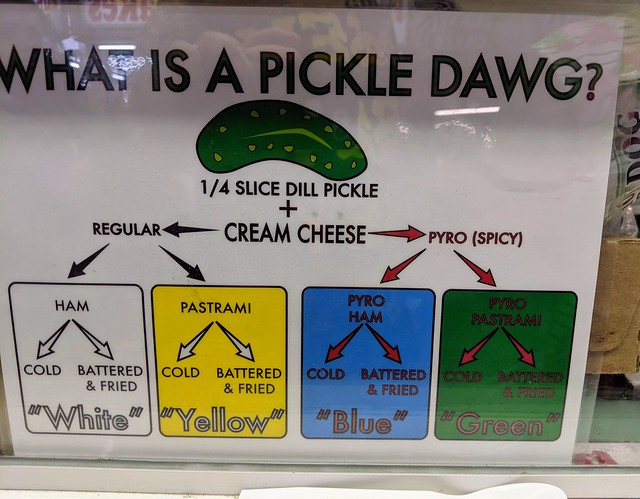 WHAT IS A PICKLE DAWG?
1/4 SLICE DILL PICKLE
+
REGULAR CREAM CHEESE PYRO (SPICY)
HAM
COLD BATTERED & FRIED
"White"
PASTRAMI
COLD BATTERED & FRIED
"Yellow"
PYRO
HAM
COLD BATTERED & FRIED
"Blue"
PYRO
PASTRAMI
COLD BATTERED & FRIED
"Green"